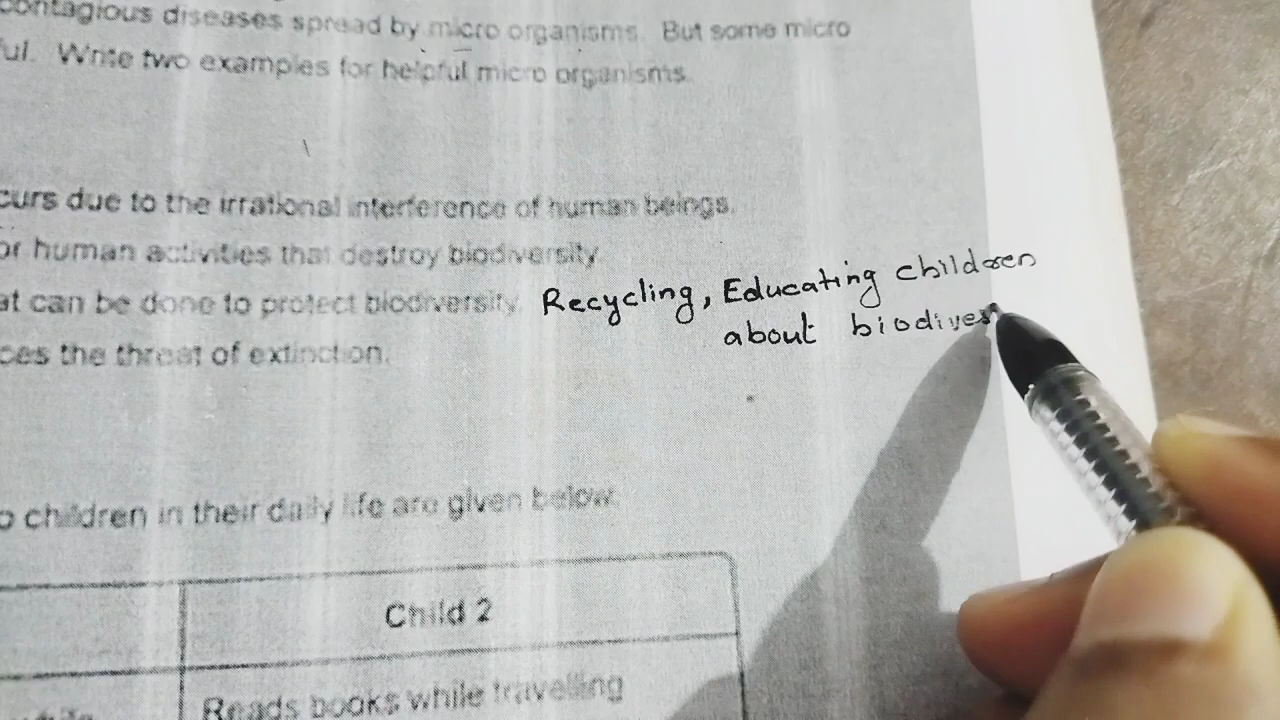 contagious diseases spread by micro organisms. But some micro
ful. Write two examples for helpful micro organisms.
curs due to the irrational interference of human beings.
or human activities that destroy biodiversity.
at can be done to protect biodiversity. Recycling, Educating children
about biodives
ces the threat of extinction.
o children in their daily life are given below.
Child 2
Reads books while travelling